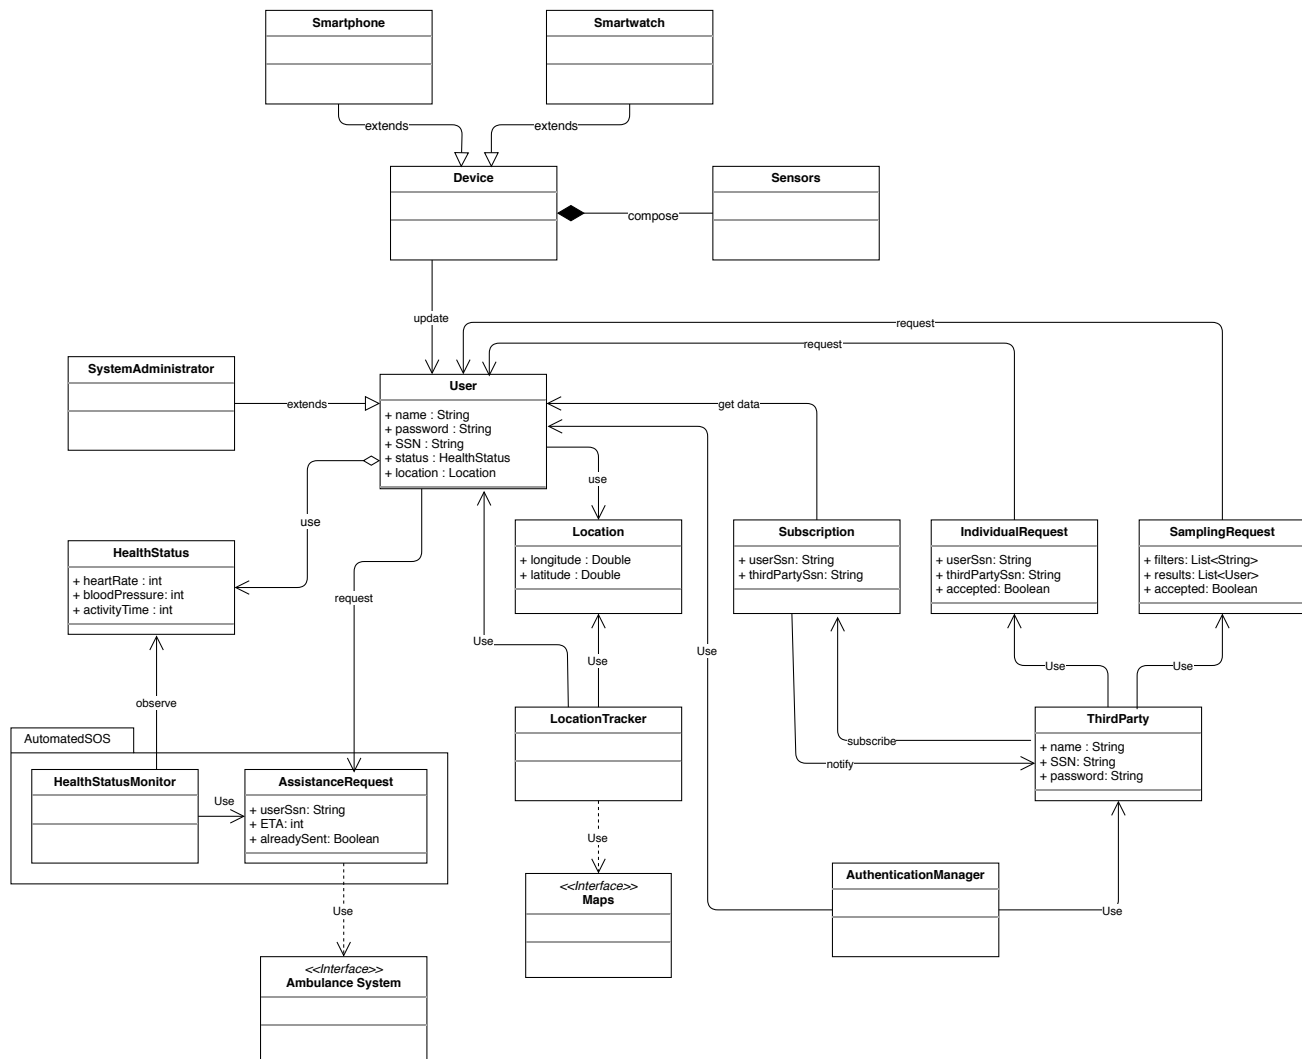 Smartphone
Smartwatch
extends
extends
Device
Sensors
compose
update
request
request
SystemAdministrator
extends
User
+ name : String
+ password : String
+ SSN : String
+ status : HealthStatus
+ location : Location
get data
use
use
HealthStatus
+ heartRate : int
+ bloodPressure: int
+ activityTime : int
Location
+ longitude : Double
+ latitude : Double
Subscription
+ userSsn: String
+ thirdPartySsn: String
IndividualRequest
+ userSsn: String
+ thirdPartySsn: String
+ accepted: Boolean
SamplingRequest
+ filters: List<String>
+ results: List<User>
+ accepted: Boolean
request
Use
Use
Use
Use
Use
observe
AutomatedSOS
HealthStatusMonitor
Use
AssistanceRequest
+ userSsn: String
+ ETA: int
+ alreadySent: Boolean
LocationTracker
subscribe
notify
ThirdParty
+ name : String
+ SSN: String
+ password: String
Use
Use
<<Interface>>
Maps
AuthenticationManager
Use
<<Interface>>
Ambulance System